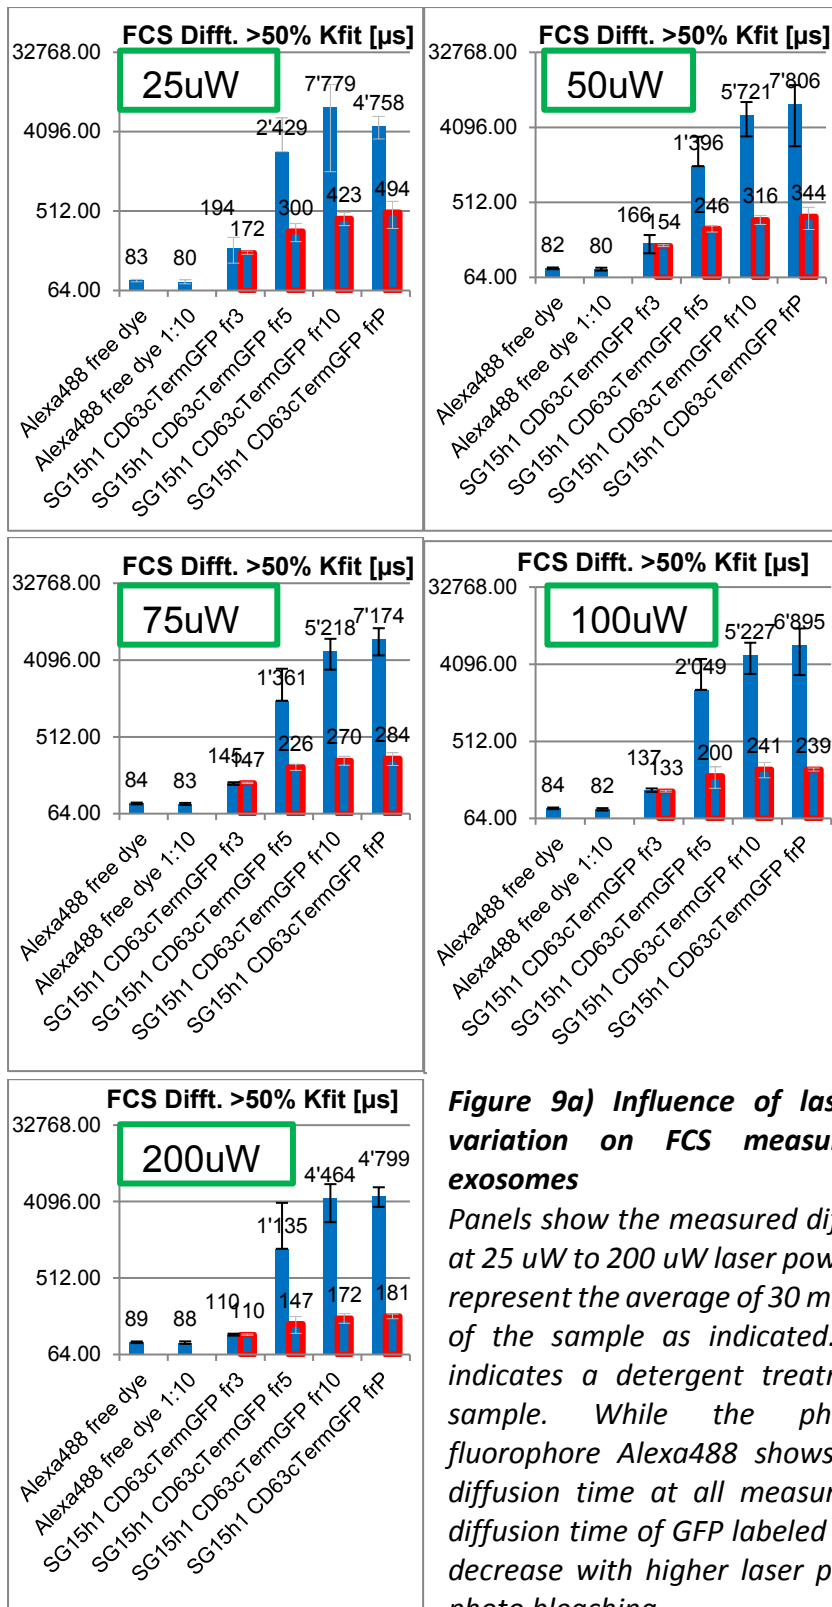 FCS Difft. >50% Kfit [µs]
25uW
32768.00
4096.00
512.00
64.00
83
80
194
172
2'429
300
7'779
423
4'758
494
Alexa488 free dye
Alexa488 free dye 1:10
SG15h1 CD63cTermGFP fr3
SG15h1 CD63cTermGFP fr5
SG15h1 CD63cTermGFP fr10
SG15h1 CD63cTermGFP frP
FCS Difft. >50% Kfit [µs]
50uW
32768.00
4096.00
512.00
64.00
82
80
166
154
1'396
246
5'721
316
7'806
344
Alexa488 free dye
Alexa488 free dye 1:10
SG15h1 CD63cTermGFP fr3
SG15h1 CD63cTermGFP fr5
SG15h1 CD63cTermGFP fr10
SG15h1 CD63cTermGFP frP
FCS Difft. >50% Kfit [µs]
75uW
32768.00
4096.00
512.00
64.00
84
83
145
147
1'361
226
5'218
270
7'174
284
Alexa488 free dye
Alexa488 free dye 1:10
SG15h1 CD63cTermGFP fr3
SG15h1 CD63cTermGFP fr5
SG15h1 CD63cTermGFP fr10
SG15h1 CD63cTermGFP frP
FCS Difft. >50% Kfit [µs]
100uW
32768.00
4096.00
512.00
64.00
84
82
137
133
2'049
200
5'227
241
6'895
239
Alexa488 free dye
Alexa488 free dye 1:10
SG15h1 CD63cTermGFP fr3
SG15h1 CD63cTermGFP fr5
SG15h1 CD63cTermGFP fr10
SG15h1 CD63cTermGFP frP
FCS Difft. >50% Kfit [µs]
200uW
32768.00
4096.00
512.00
64.00
89
88
110
110
1'135
147
4'464
172
4'799
181
Alexa488 free dye
Alexa488 free dye 1:10
SG15h1 CD63cTermGFP fr3
SG15h1 CD63cTermGFP fr5
SG15h1 CD63cTermGFP fr10
SG15h1 CD63cTermGFP frP
Figure 9a) Influence of las
variation on FCS measu
exosomes
Panels show the measured dif
at 25 uW to 200 uW laser pow
represent the average of 30 m
of the sample as indicated.
indicates a detergent treat
sample. While the ph
fluorophore Alexa488 shows
diffusion time at all measur
diffusion time of GFP labeled
decrease with higher laser p
photo bleaching